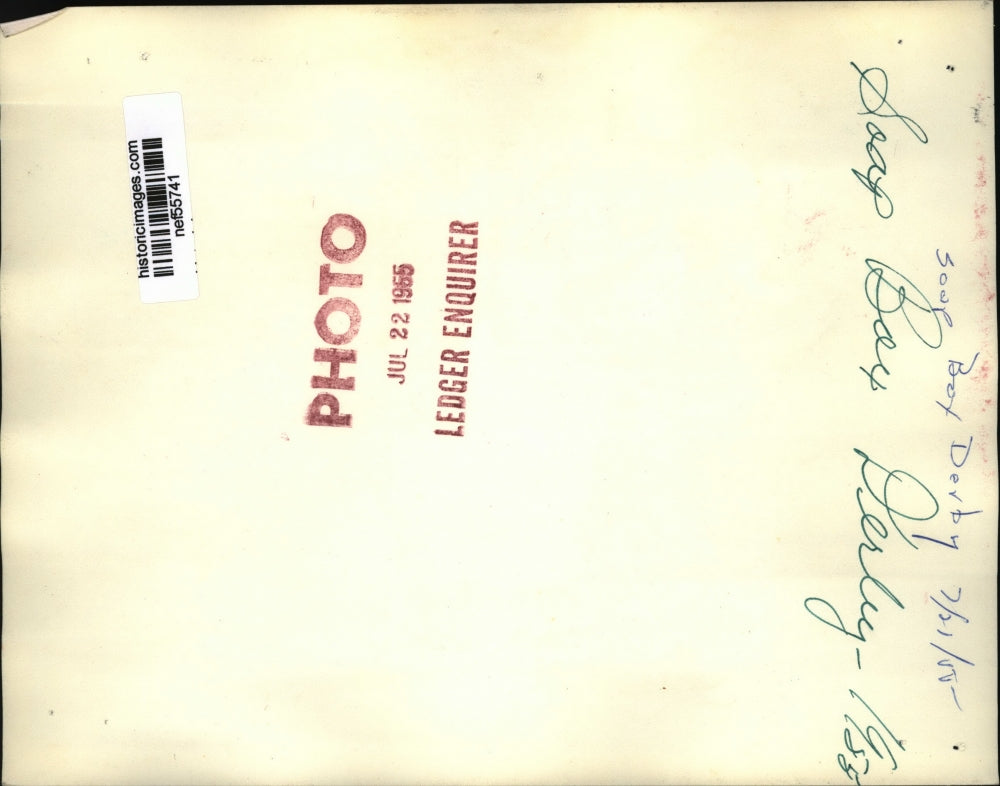 Soap Box Derby 7/21/55
Soap Box Derby - 1955
LEDGER ENQUIRER
JUL 22 1955
PHOTO
historicimages.com
nef55741